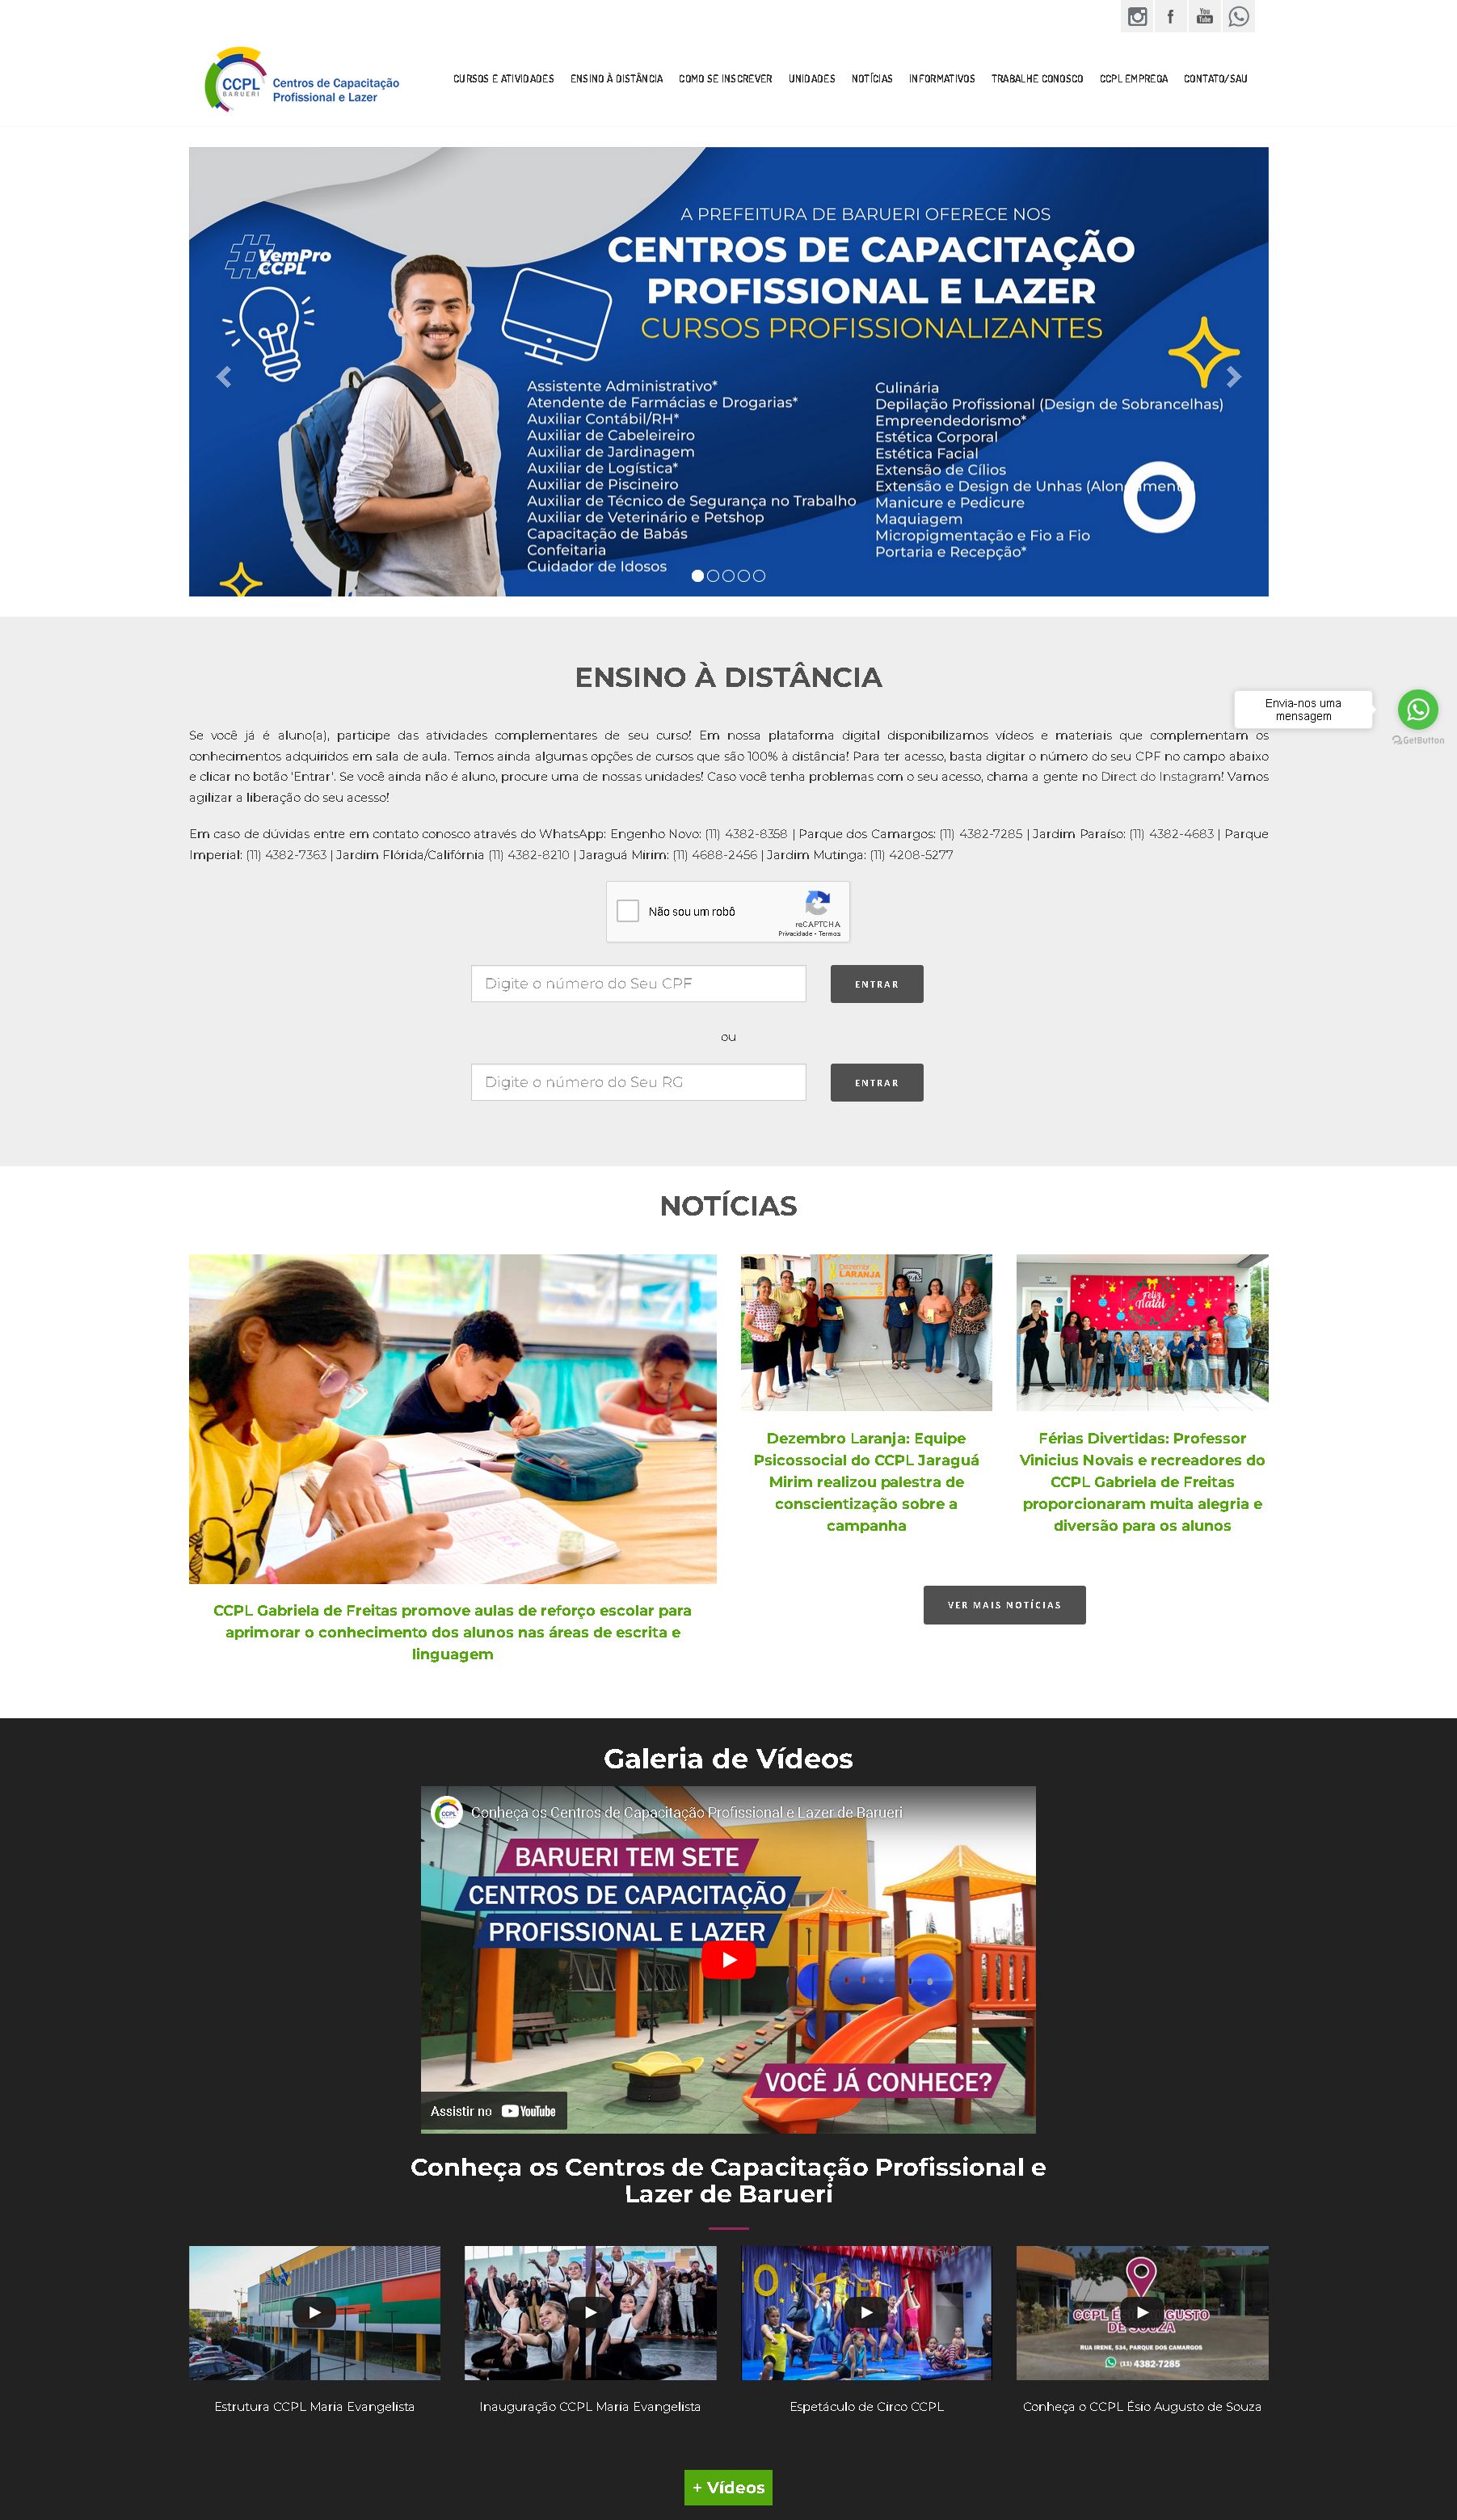 CCPL
BARUERI
Centros de Capacitação
Profissional e Lazer
CURSOS E ATIVIDADES ENSINO À DISTÂNCIA COMO SE INSCREVER UNIDADES NOTÍCIAS INFORMATIVOS TRABALHE CONOSCO CCPL EMPREGA CONTATO/SAU
#VemPro
CCPL
A PREFEITURA DE BARUERI OFERECE NOS
CENTROS DE CAPACITAÇÃO
PROFISSIONAL E LAZER
CURSOS PROFISSIONALIZANTES
Assistente Administrativo*
Atendente de Farmácias e Drogarias*
Auxiliar Contábil/RH*
Auxiliar de Cabeleireiro
Auxiliar de Jardinagem
Auxiliar de Logística*
Auxiliar de Piscineiro
Auxiliar de Técnico de Segurança no Trabalho
Auxiliar de Veterinário e Petshop
Capacitação de Babás
Confeitaria
Cuidador de Idosos
Culinária
Depilação Profissional (Design de Sobrancelhas)
Empreendedorismo*
Estética Corporal
Estética Facial
Extensão de Cílios
Extensão e Design de Unhas
Manicure e Pedicure
Maquiagem
Micropigmentação e Fio a Fio
Portaria e Recepção*
ENSINO À DISTÂNCIA
Envia-nos uma
mensagem
GetButton
Se você já é aluno(a), participe das atividades complementares de seu curso! Em nossa plataforma digital disponibilizamos vídeos e materiais que complementam os
conhecimentos adquiridos em sala de aula. Temos ainda algumas opções de cursos que são 100% à distância! Para ter acesso, basta digitar o número do seu CPF no campo abaixo
e clicar no botão 'Entrar'. Se você ainda não é aluno, procure uma de nossas unidades! Caso você tenha problemas com o seu acesso, chama a gente no Direct do Instagram! Vamos
agilizar a liberação do seu acesso!
Em caso de dúvidas entre em contato conosco através do WhatsApp: Engenho Novo: (11) 4382-8358 | Parque dos Camargos: (11) 4382-7285 | Jardim Paraíso: (11) 4382-4683 | Parque
Imperial: (11) 4382-7363 | Jardim Flórida/Califórnia (11) 4382-8210 | Jaraguá Mirim: (11) 4688-2456 | Jardim Mutinga: (11) 4208-5277
Não sou um robô
reCAPTCHA
Privacidade - Termos
Digite o número do Seu CPF
ENTRAR
ou
Digite o número do Seu RG
ENTRAR
NOTÍCIAS
Dezembro
LARANJA
Feliz
Natal
Dezembro Laranja: Equipe
Psicossocial do CCPL Jaraguá
Mirim realizou palestra de
conscientização sobre a
campanha
Férias Divertidas: Professor
Vinicius Novais e recreadores do
CCPL Gabriela de Freitas
proporcionaram muita alegria e
diversão para os alunos
VER MAIS NOTÍCIAS
CCPL Gabriela de Freitas promove aulas de reforço escolar para
aprimorar o conhecimento dos alunos nas áreas de escrita e
linguagem
Galeria de Vídeos
CCPL
Conheça os Centros de Capacitação Profissional e Lazer de Barueri
BARUERI TEM SETE
CENTROS DE CAPACITAÇÃO
PROFISSIONAL E LAZER
VOCÊ JÁ CONHECE?
Assistir no YouTube
Conheça os Centros de Capacitação Profissional e
Lazer de Barueri
RUA IRENE, 534, PARQUE DOS CAMARGOS
(11) 4382-7285
Estrutura CCPL Maria Evangelista
Inauguração CCPL Maria Evangelista
Espetáculo de Circo CCPL
Conheça o CCPL Ésio Augusto de Souza
+ Vídeos